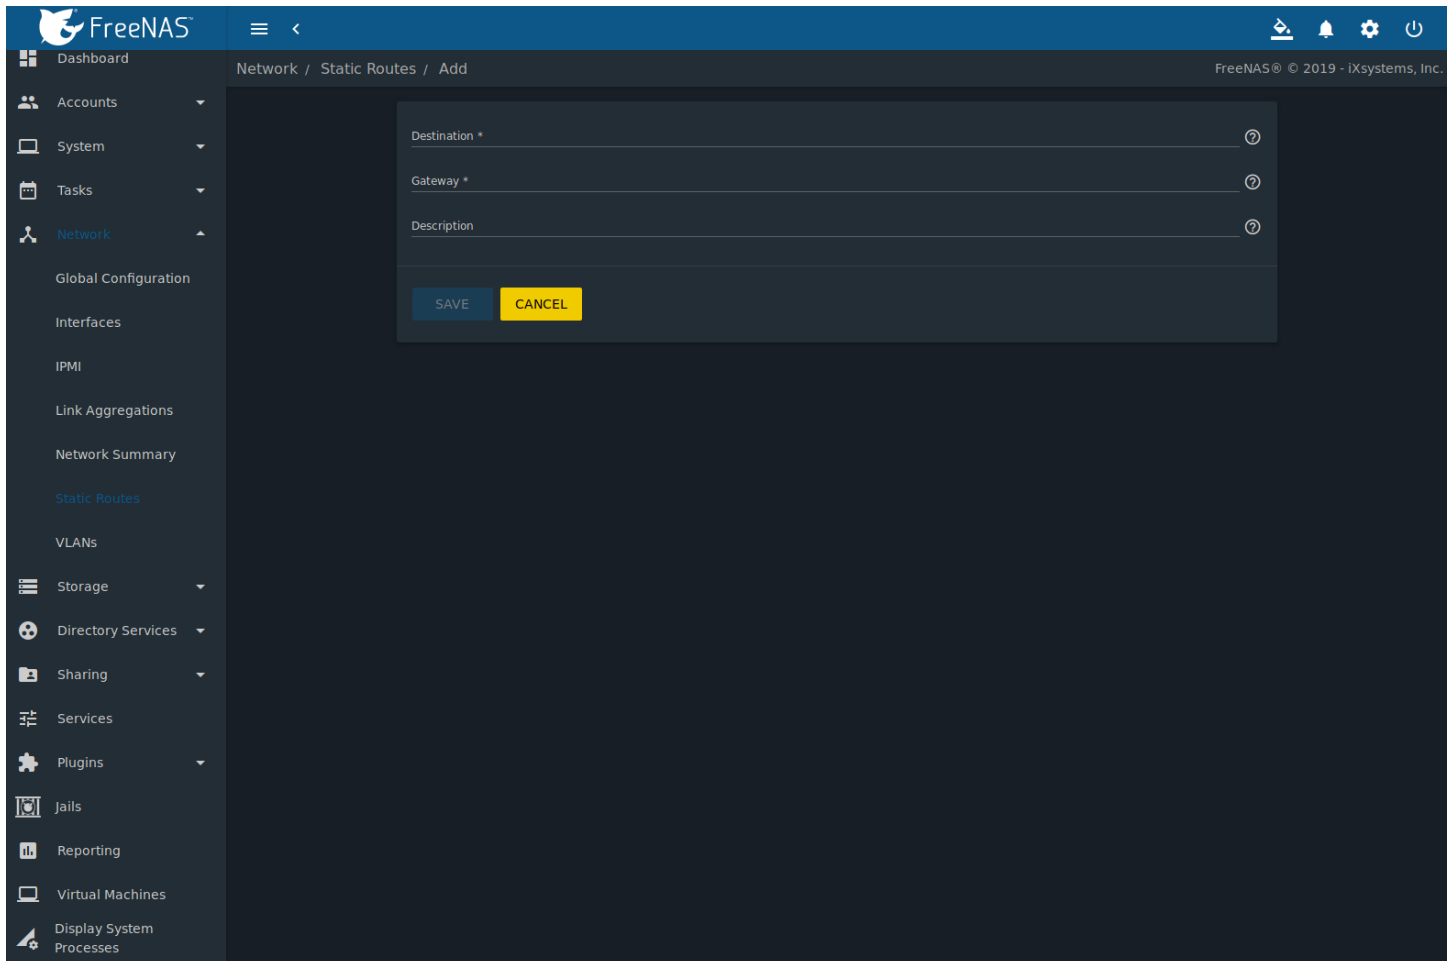 FreeNAS®
Dashboard
Accounts
System
Tasks
Network
Global Configuration
Interfaces
IPMI
Link Aggregations
Network Summary
Static Routes
VLANs
Storage
Directory Services
Sharing
Services
Plugins
Jails
Reporting
Virtual Machines
Display System
Processes
Network / Static Routes / Add
FreeNAS® © 2019 - iXsystems, Inc.
Destination *
Gateway *
Description
SAVE
CANCEL